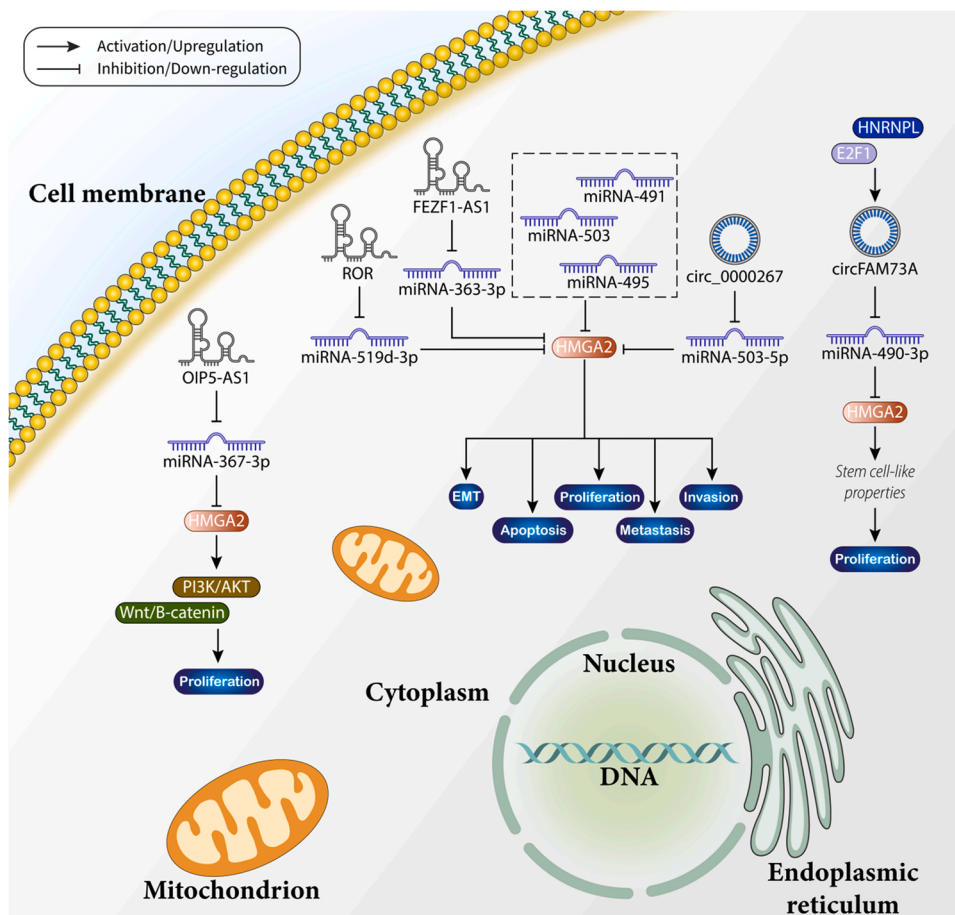 Activation/Upregulation
Inhibition/Down-regulation
Cell membrane
HNRNPL
E2F1
FEZF1-AS1
miRNA-491
miRNA-503
miRNA-495
ROR
miRNA-363-3p
circ_0000267
circFAM73A
OIP5-AS1
miRNA-519d-3p
HMGA2
miRNA-503-5p
miRNA-490-3p
miRNA-367-3p
HMGA2
Stem cell-like
properties
EMT
Proliferation
Invasion
Apoptosis
Metastasis
HMGA2
Proliferation
PI3K/AKT
Wnt/B-catenin
Proliferation
Nucleus
Cytoplasm
DNA
Mitochondrion
Endoplasmic
reticulum